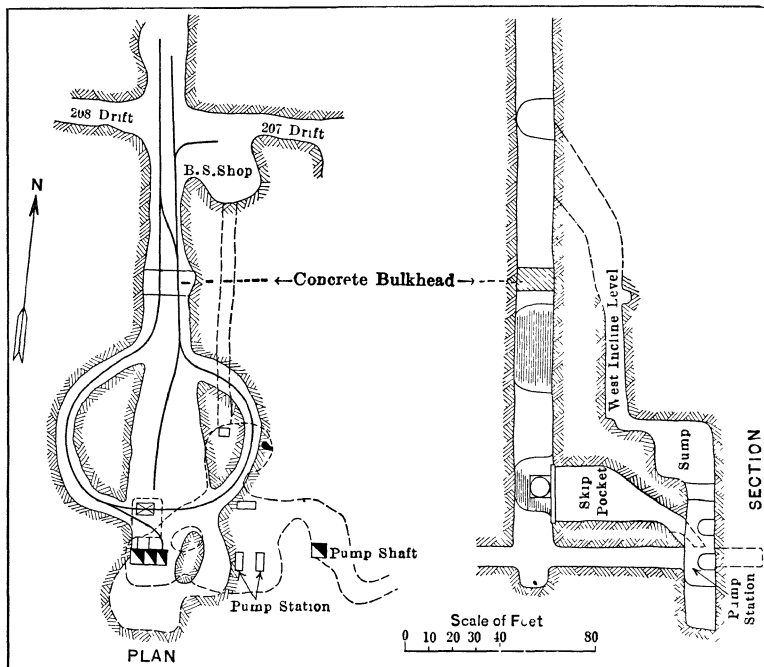 208 Drift
207 Drift
B.S.Shop
N
Concrete Bulkhead
West Incline Level
Sump
Skip
Pocket
SECTION
Pump Shaft
Pump Station
Pump
Station
Scale of Feet
0 10 20 30 40 80
PLAN